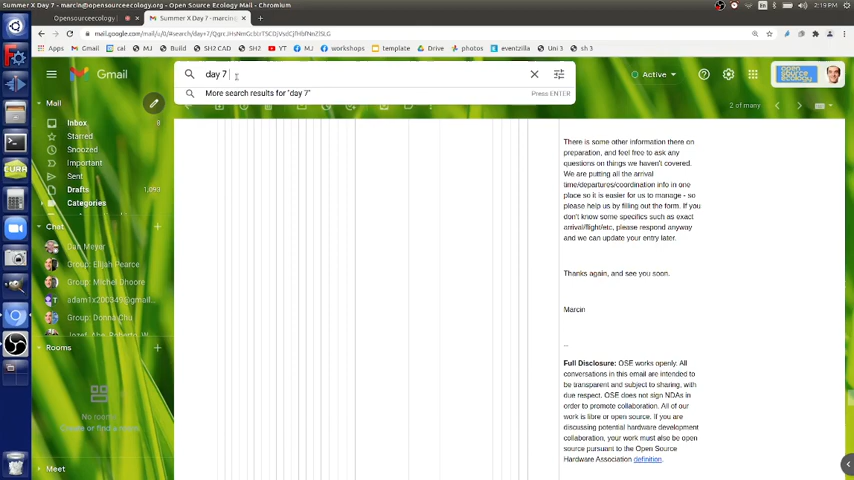 Summer X Day 7 - marcin@opensourceecology.org - Open Source Ecology Mail - Chromium
2:19 PM
Opensourceecology
Summer X Day 7 - marcin@
Apps
Gmail
cal
MJ
Build
SH2 CAD
SH2
YT
MJ
workshops
template
Drive
eventzilla
Uni 3
sh 3
Gmail
day 7
Active
open source ecology
More search results for "day 7"
Press ENTER
Mail
2 of many
Inbox
8
Starred
Snoozed
Important
Sent
Drafts
1,093
Categories
Chat
Dan Meyer
Group: Elijah Pearce
Group: Michel Dhoore
adam1x200349@gmail...
Group: Donna Chu
Jozef, Abe, Roberto, W...
Rooms
No rooms
Create or find a
Meet
There is some other information there on
preparation, and feel free to ask any
questions on things we haven't covered.
We are putting all the arrival
time/departures/coordination info in one
place so it is easier for us to manage - so
please help us by filling out the form. If you
don't know some specifics such as exact
arrival/flight/etc, please respond anyway
and we can update your entry later.
Thanks again, and see you soon.
Marcin
--
Full Disclosure: OSE works openly. All
conversations in this email are intended to
be transparent and subject to sharing, with
due respect. OSE does not sign NDAs in
order to promote collaboration. All of our
work is libre or open source. If you are
discussing potential hardware development
collaboration, your work must also be open
source pursuant to the Open Source
Hardware Association definition.